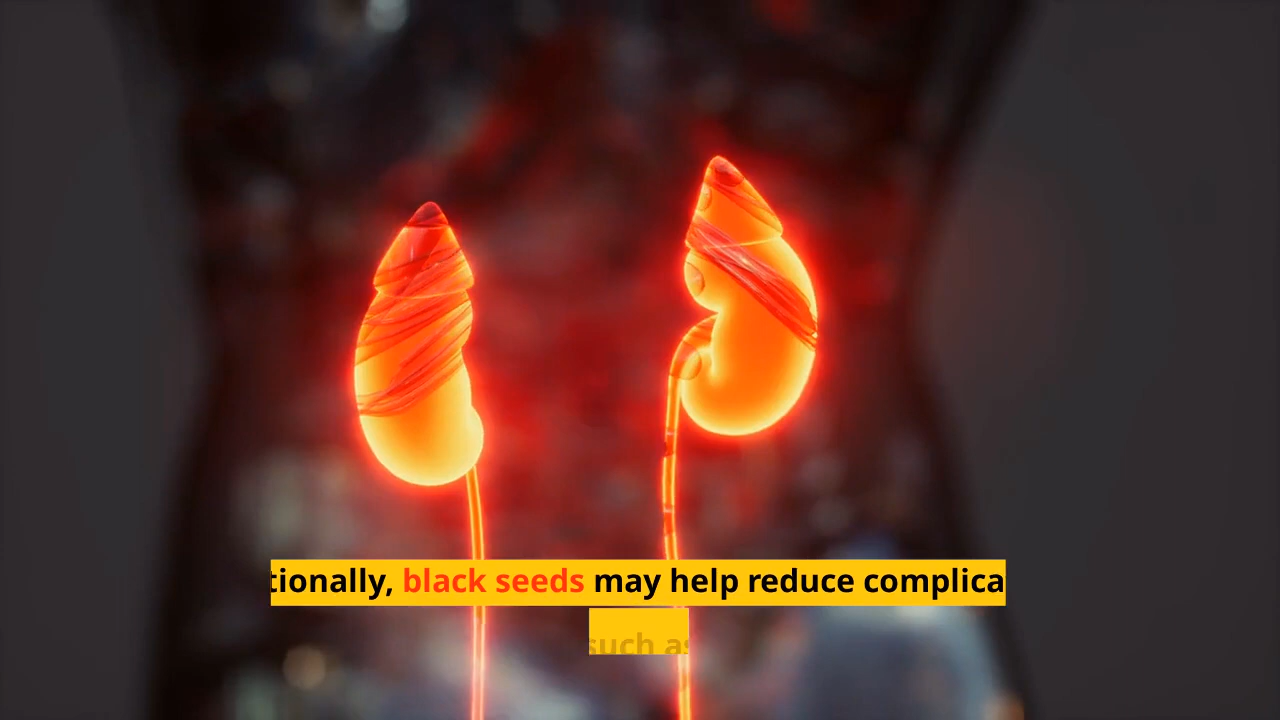 tionally, black seeds may help reduce complica
such as